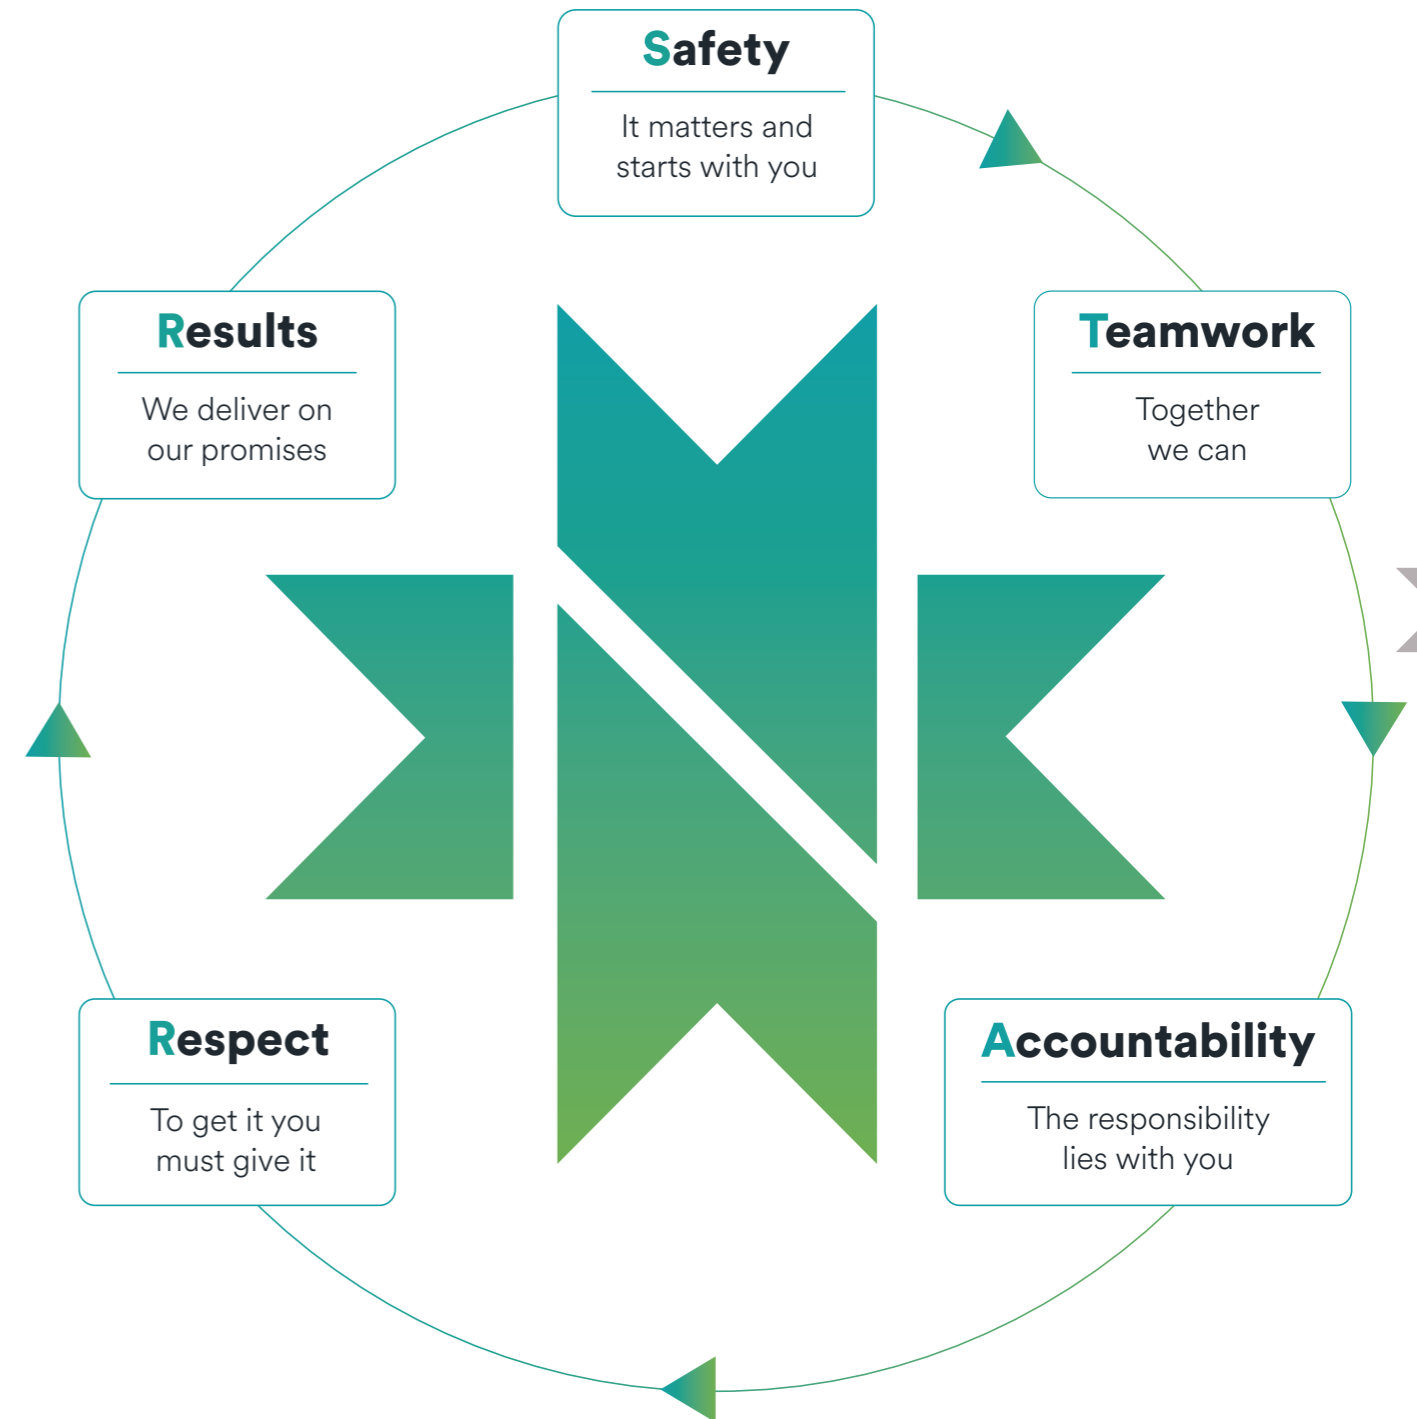 Safety
It matters and
starts with you
Teamwork
Together
we can
Accountability
The responsibility
lies with you
Respect
To get it you
must give it
Results
We deliver on
our promises